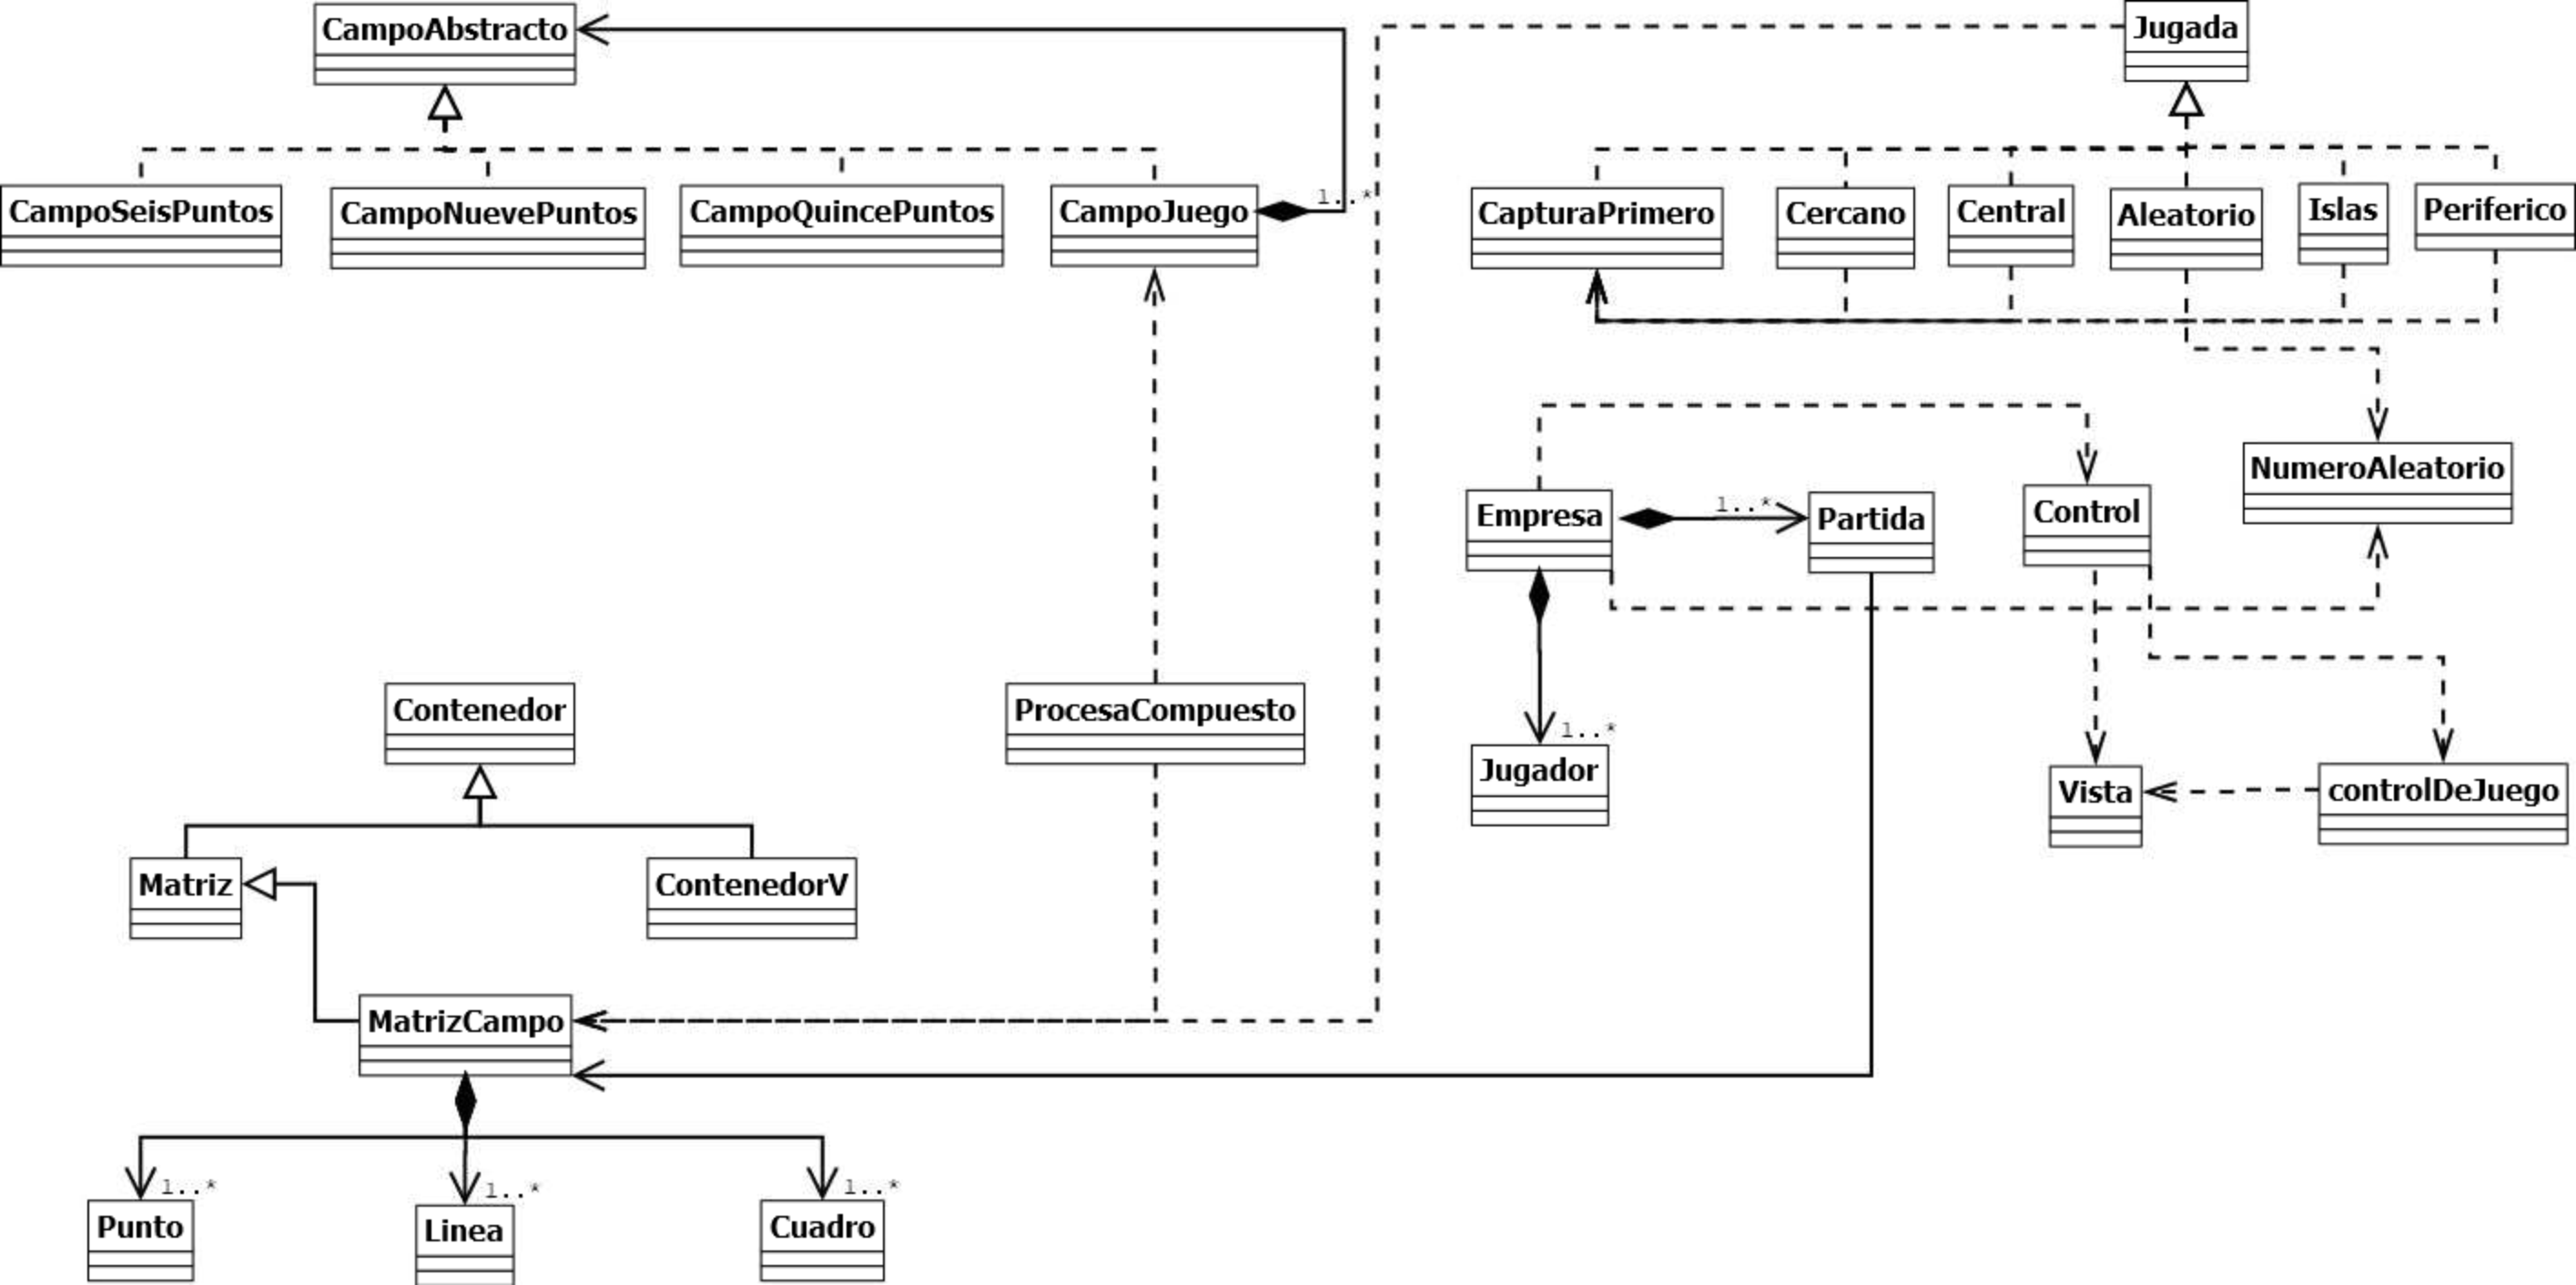 CampoAbstracto
Jugada
CampoSeisPuntos
CampoNuevePuntos
CampoQuincePuntos
CampoJuego
1..*
CapturaPrimero
Cercano
Central
Aleatorio
Islas
Periferico
NumeroAleatorio
Empresa
1..*
Partida
Control
Contenedor
ProcesaCompuesto
1..*
Jugador
Vista
controlDeJuego
Matriz
ContenedorV
MatrizCampo
1..*
1..*
1..*
Punto
Linea
Cuadro